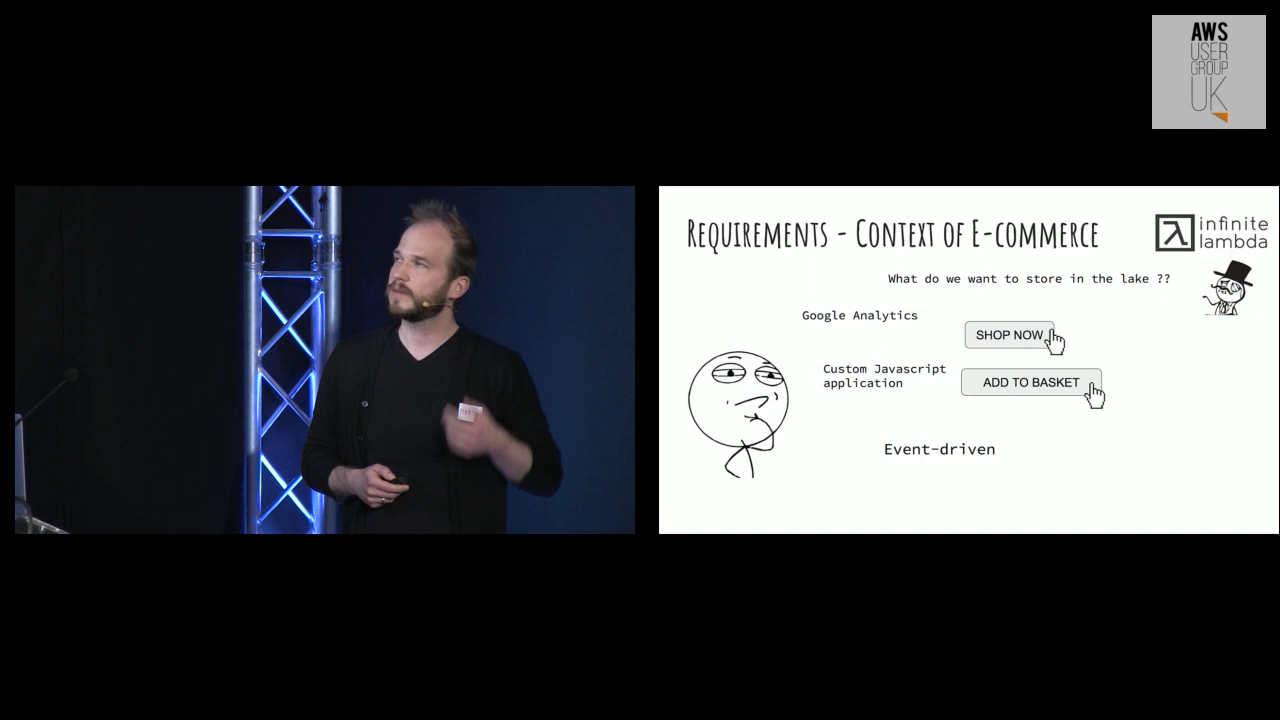 AWS
USER
GROUP
UK
REQUIREMENTS - CONTEXT OF E-COMMERCE
infinite
lambda
What do we want to store in the lake ??
Google Analytics
SHOP NOW
Custom Javascript
application
ADD TO BASKET
Event-driven